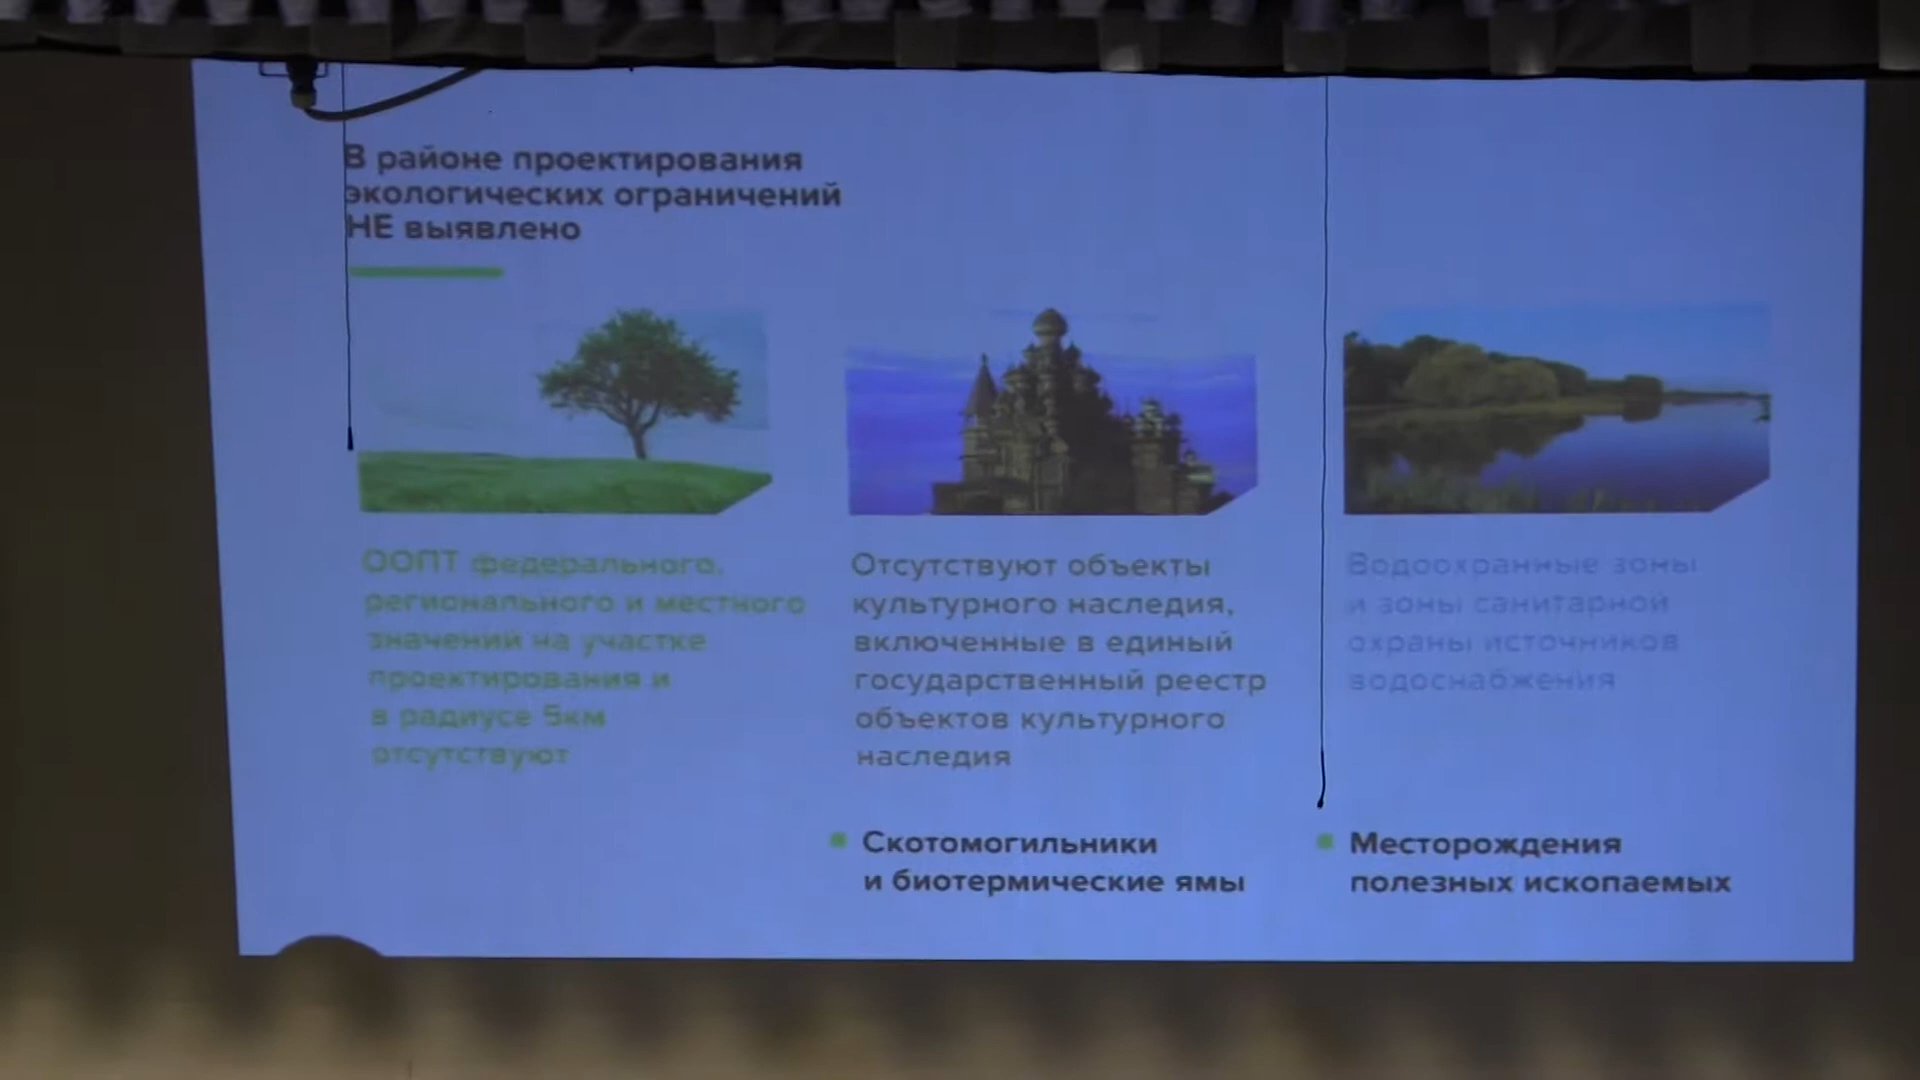 В районе проектирования
экологических ограничений
НЕ выявлено
ООПТ федерального,
регионального и местного
значений на участке
проектирования и
в радиусе 5км
отсутствуют
Отсутствуют объекты
культурного наследия,
включенные в единый
государственный реестр
объектов культурного
наследия
Водоохранные зоны
и зоны санитарной
охраны источников
водоснабжения
Скотомогильники
и биотермические ямы
Месторождения
полезных ископаемых